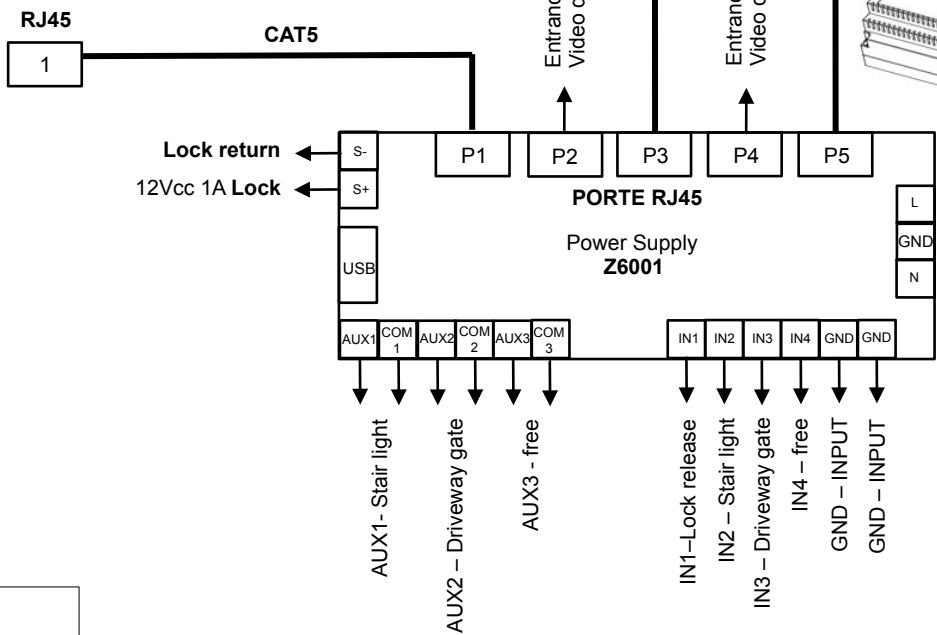 RJ45
1
CAT5
Video
Video
Lock return
12Vcc 1A Lock
S-
S+
USB
P1
P2
P3
P4
P5
PORTE RJ45
Power Supply
Z6001
L
GND
N
AUX1
COM
1
AUX2
COM
2
AUX3
COM
3
IN1
IN2
IN3
IN4
GND
GND
AUX1- Stair light
AUX2 – Driveway gate
AUX3 - free
IN1–Lock release
IN2 – Stair light
IN3 – Driveway gate
IN4 – free
GND – INPUT
GND – INPUT